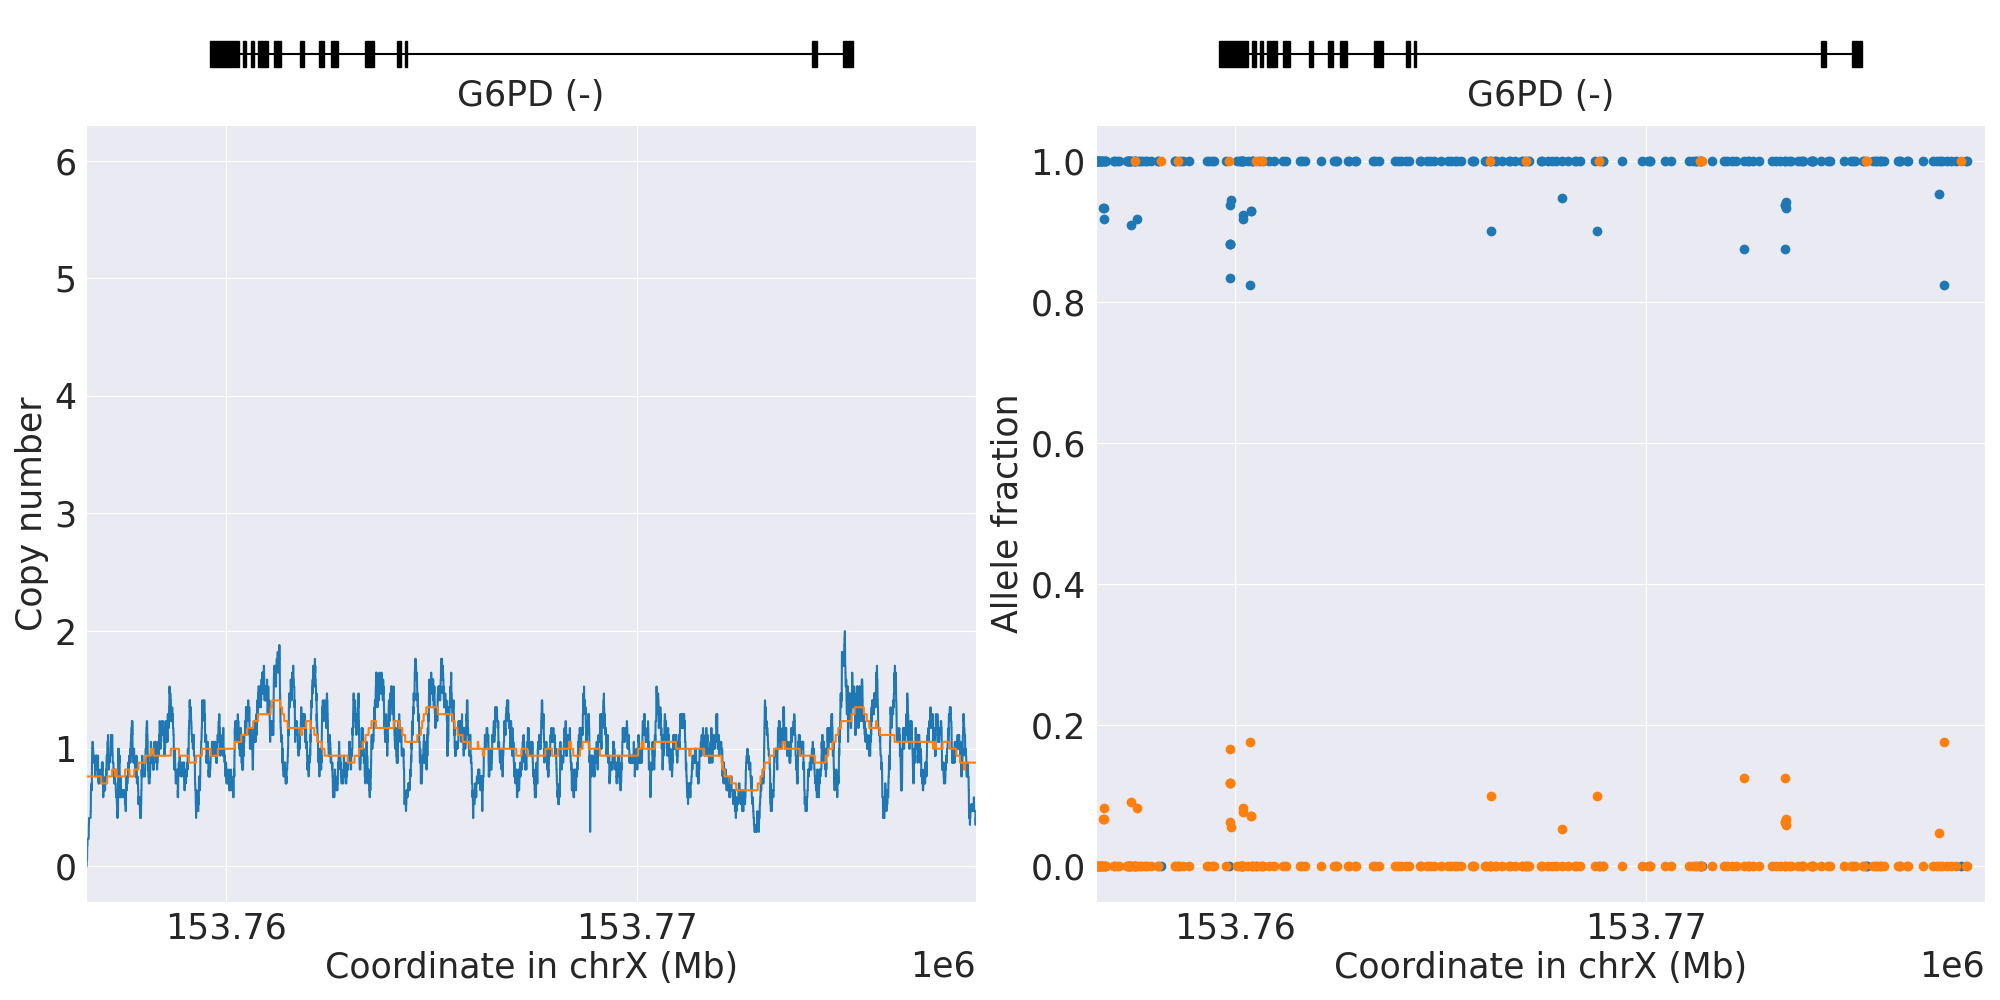 G6PD (-)
6
5
4
3
2
1
0
Copy number
153.76
153.77
Coordinate in chrX (Mb)
1e6
G6PD (-)
1.0
0.8
0.6
0.4
0.2
0.0
Allele fraction
153.76
153.77
Coordinate in chrX (Mb)
1e6